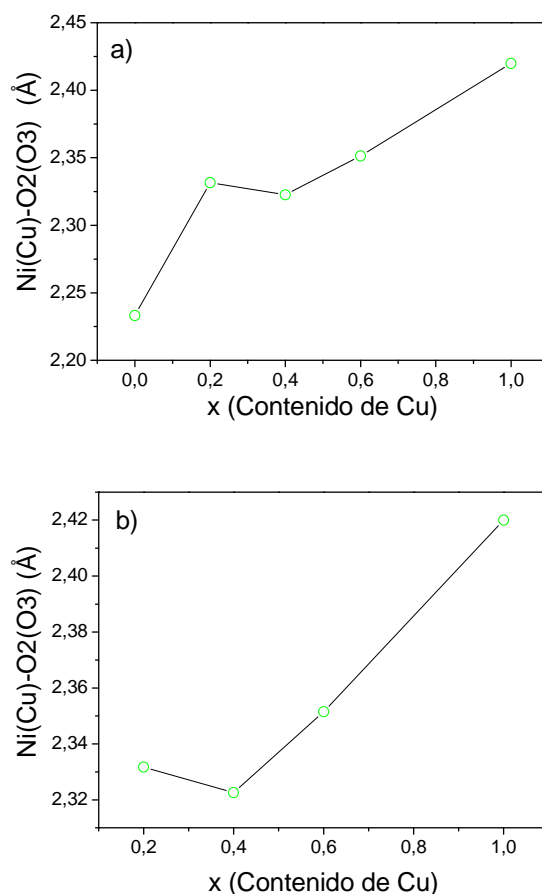 a)
Ni(Cu)-O2(O3) (Å)
2,45
2,40
2,35
2,30
2,25
2,20
0,0 0,2 0,4 0,6 0,8 1,0
x (Contenido de Cu)
b)
Ni(Cu)-O2(O3) (Å)
2,42
2,40
2,38
2,36
2,34
2,32
0,2 0,4 0,6 0,8 1,0
x (Contenido de Cu)